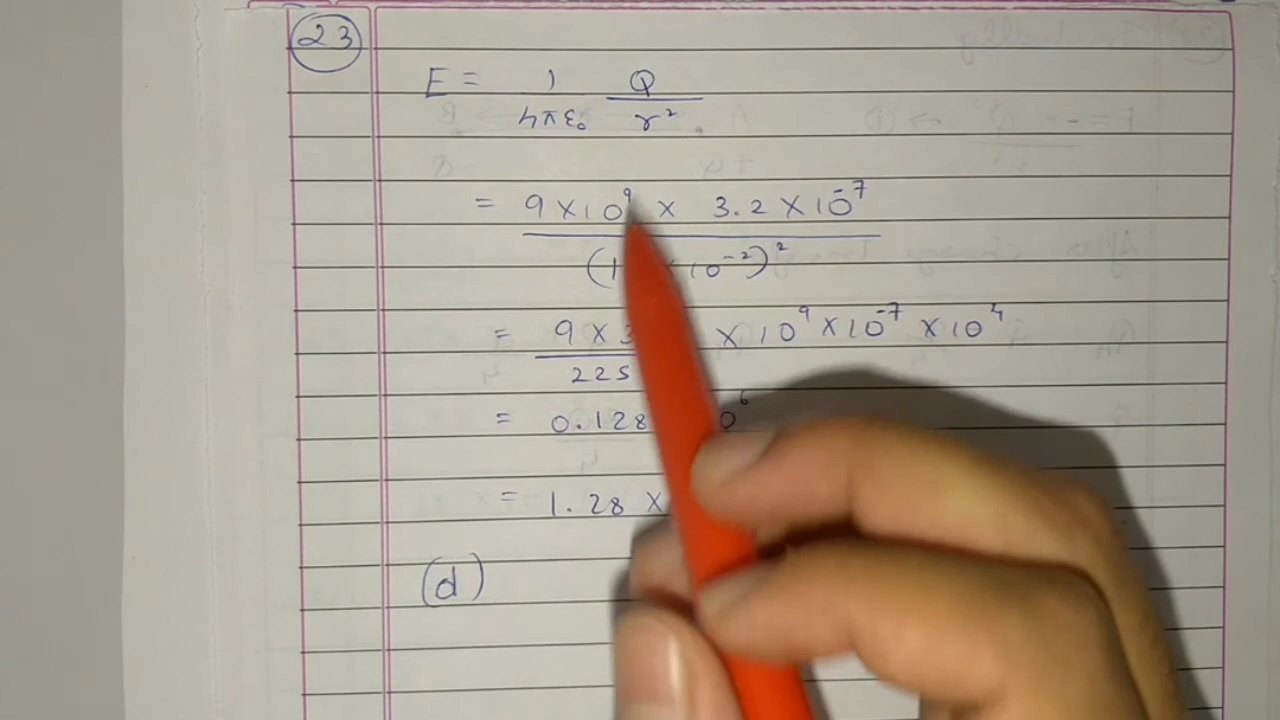 23
E = 1/4πε₀ Q/r²
= 9 × 10⁹ × 3.2 × 10⁻⁷ / (1 × 10⁻²)²
= 9 × 3 / 225 × 10⁹ × 10⁻⁷ × 10⁴
= 0.128 0⁶
= 1.28 ×
(d)